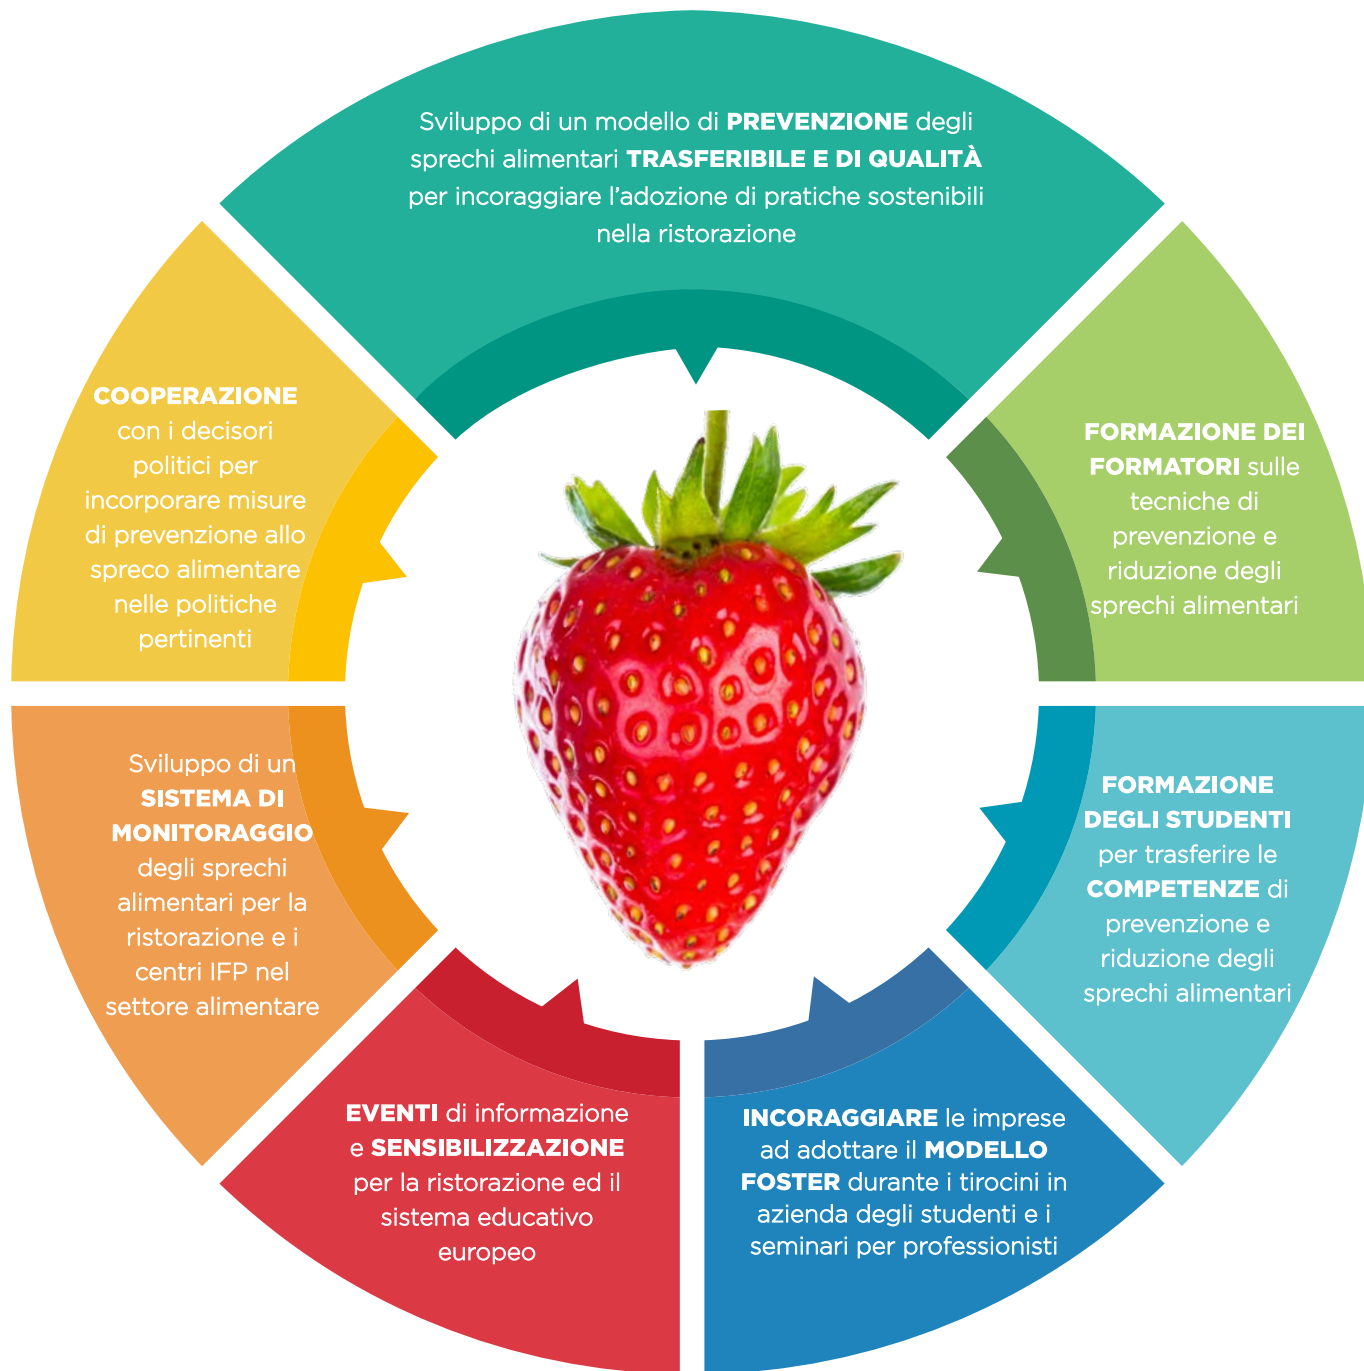 Sviluppo di un modello di PREVENZIONE degli
sprechi alimentari TRASFERIBILE E DI QUALITÀ
per incoraggiare l'adozione di pratiche sostenibili
nella ristorazione
FORMAZIONE DEI
FORMATORI sulle
tecniche di
prevenzione e
riduzione degli
sprechi alimentari
FORMAZIONE
DEGLI STUDENTI
per trasferire le
COMPETENZE di
prevenzione e
riduzione degli
sprechi alimentari
INCORAGGIARE le imprese
ad adottare il MODELLO
FOSTER durante i tirocini in
azienda degli studenti e i
seminari per professionisti
EVENTI di informazione
e SENSIBILIZZAZIONE
per la ristorazione ed il
sistema educativo
europeo
Sviluppo di un
SISTEMA DI
MONITORAGGIO
degli sprechi
alimentari per la
ristorazione e i
centri IFP nel
settore alimentare
COOPERAZIONE
con i decisori
politici per
incorporare misure
di prevenzione allo
spreco alimentare
nelle politiche
pertinenti